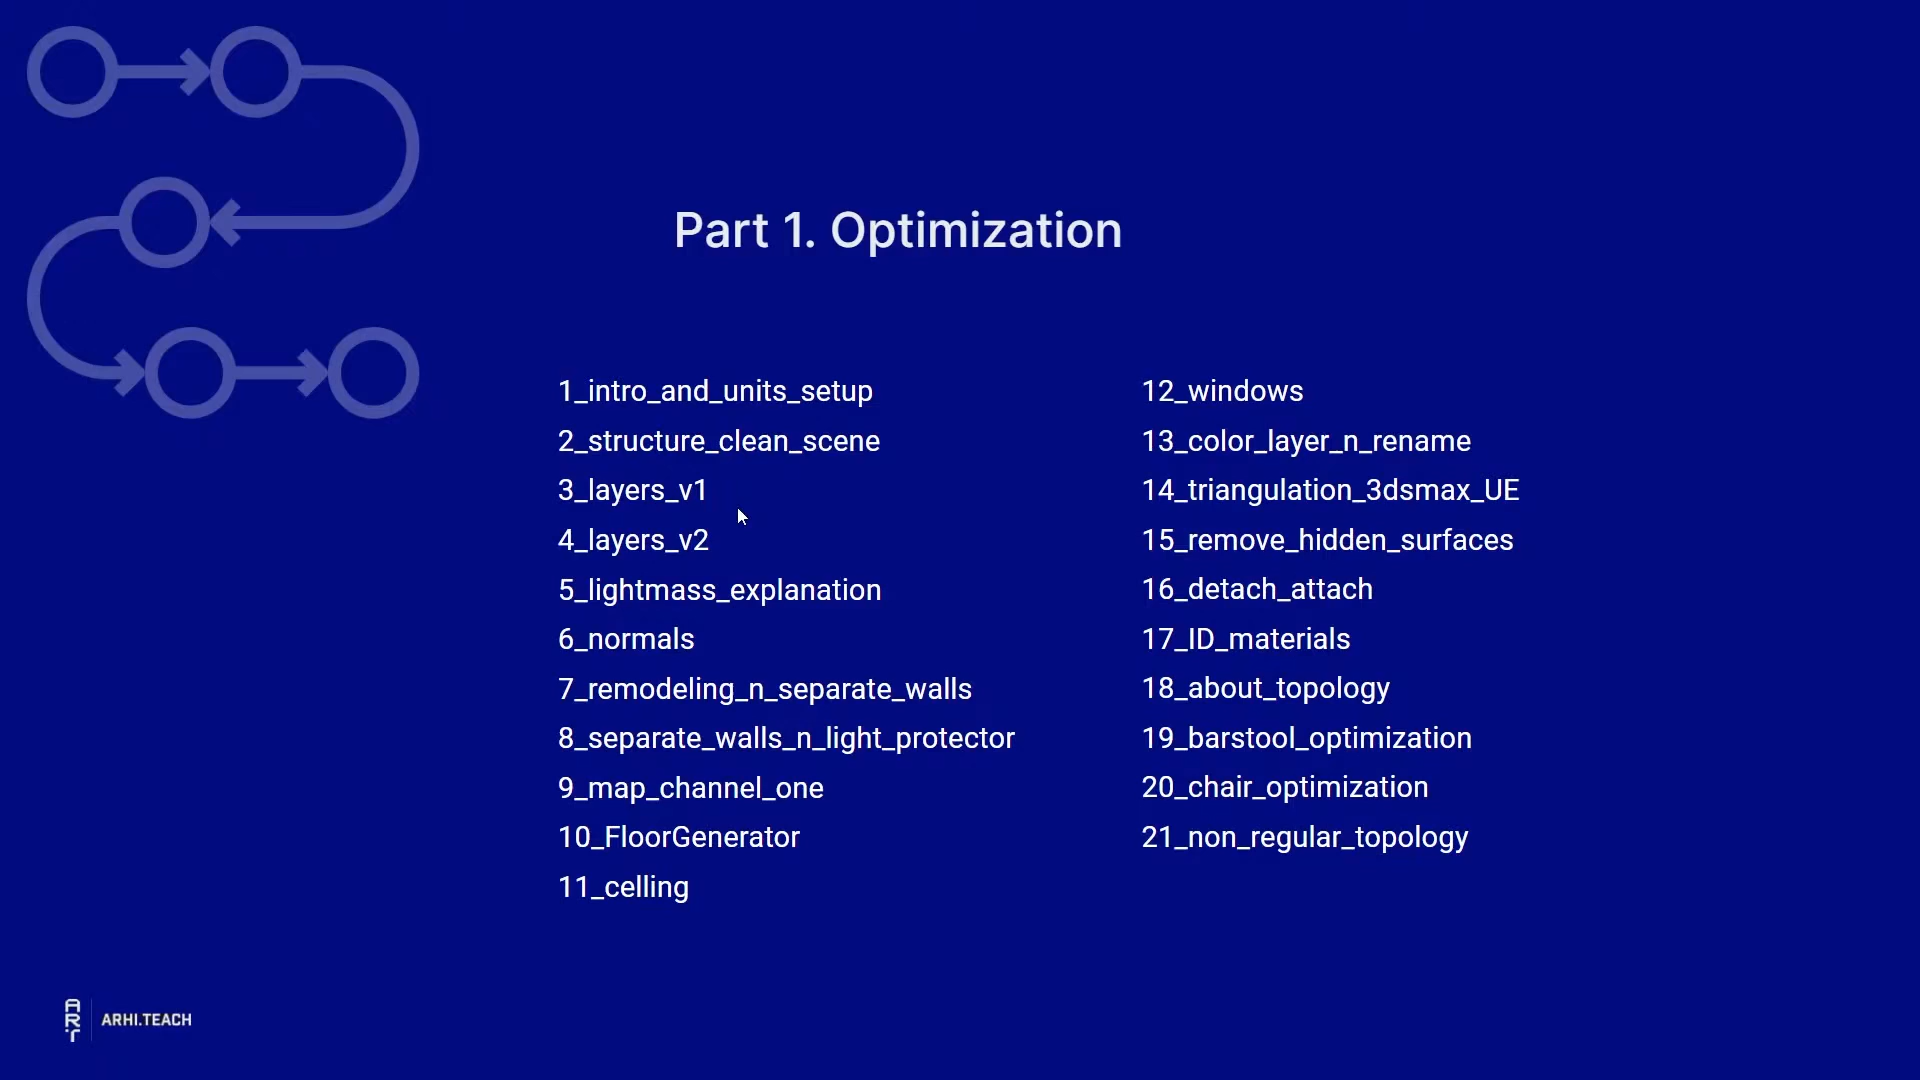 Part 1. Optimization
1_intro_and_units_setup
2_structure_clean_scene
3_layers_v1
4_layers_v2
5_lightmass_explanation
6_normals
7_remodeling_n_separate_walls
8_separate_walls_n_light_protector
9_map_channel_one
10_FloorGenerator
11_celling
12_windows
13_color_layer_n_rename
14_triangulation_3dsmax_UE
15_remove_hidden_surfaces
16_detach_attach
17_ID_materials
18_about_topology
19_barstool_optimization
20_chair_optimization
21_non_regular_topology
ART
ARHI.TEACH